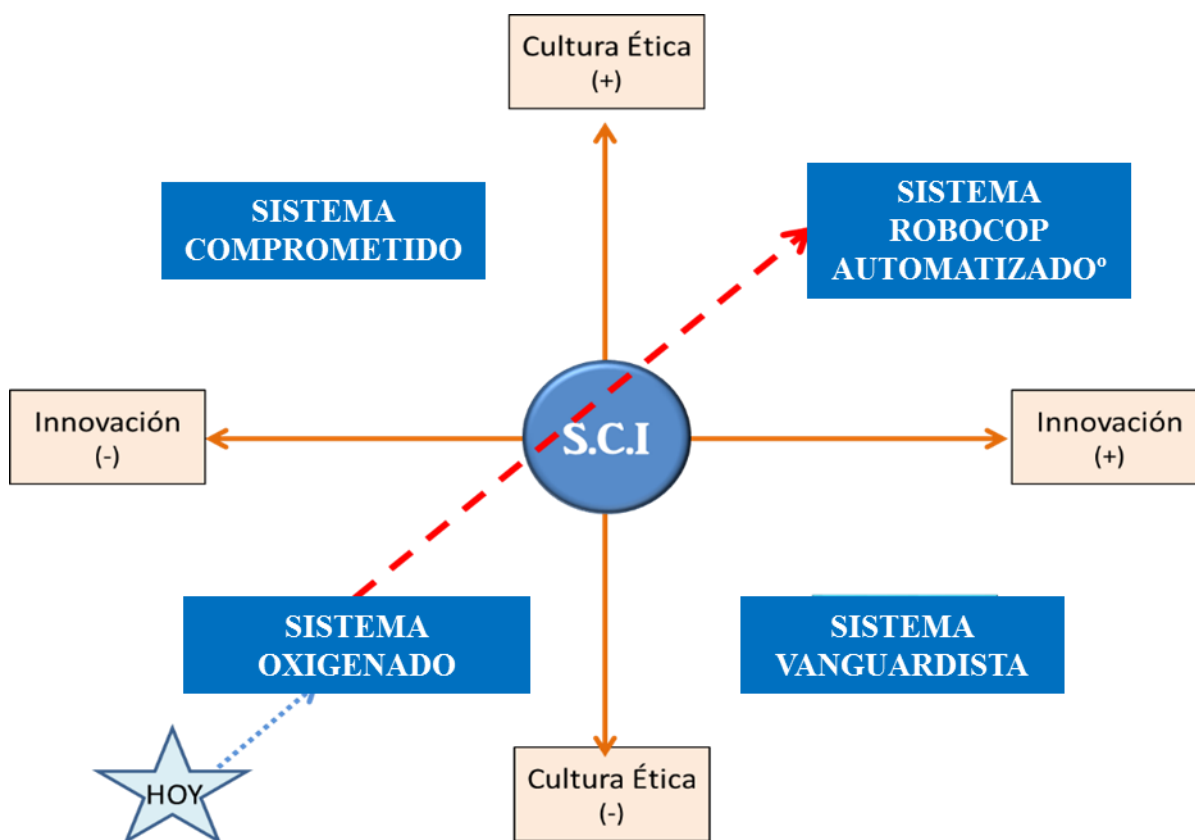 Cultura Ética
(+)
SISTEMA
COMPROMETIDO
SISTEMA
ROBOCOP
AUTOMATIZADOº
Innovación
(-)
S.C.I
Innovación
(+)
SISTEMA
OXIGENADO
SISTEMA
VANGUARDISTA
HOY
Cultura Ética
(-)